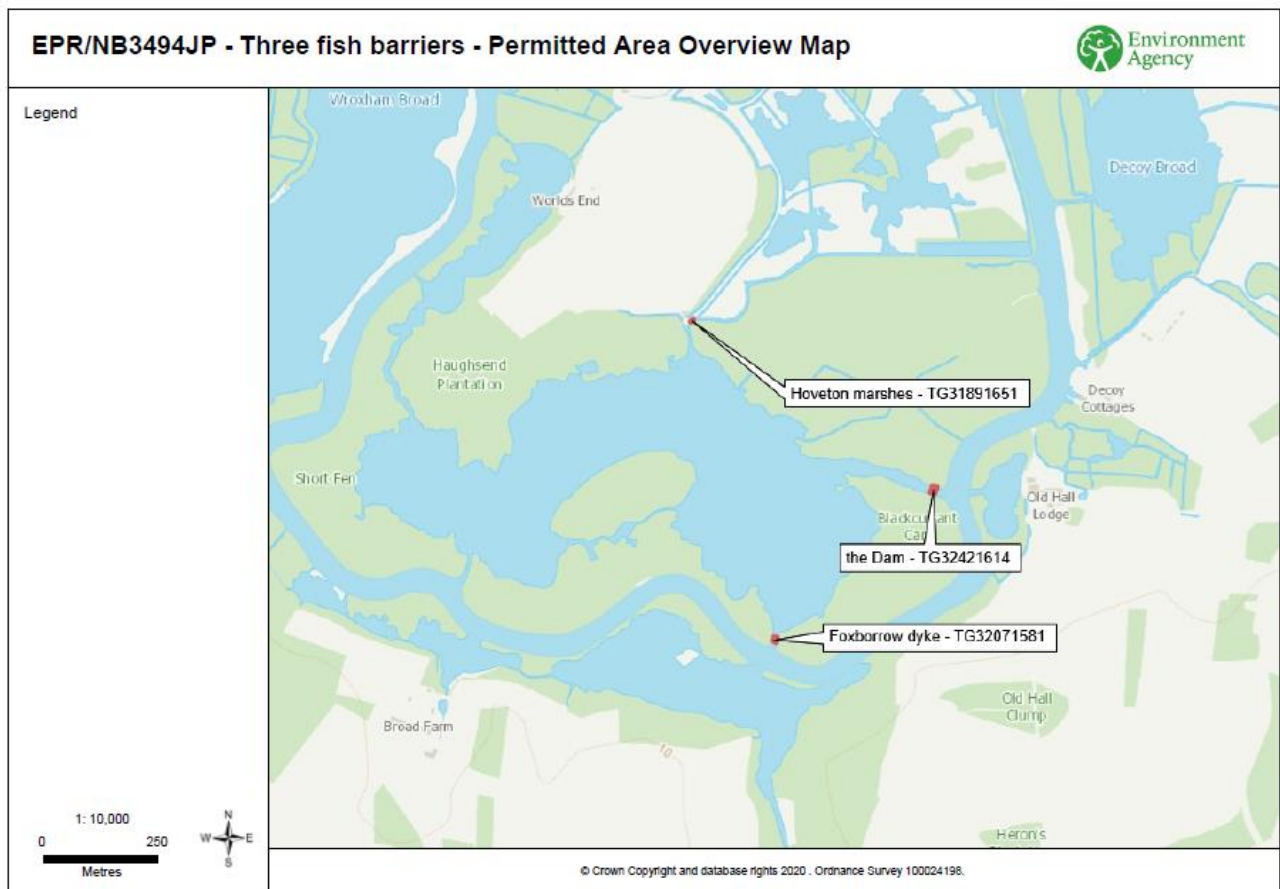 EPR/NB3494JP - Three fish barriers - Permitted Area Overview Map
Environment
Agency
Legend
Wroxham Broad
Decoy Broad
Worlds End
Haughsend
Plantation
Hoveton marshes - TG31891651
Decoy
Cottages
Short Fen
Old Hall
Lodge
Blackcurrant
the Dam - TG32421614
Foxborrow dyke - TG32071581
Old Hall
Clump
Broad Farm
10
Heron's
1: 10,000
0 250
Metres
N
W E
S
© Crown Copyright and database rights 2020 . Ordnance Survey 100024198.